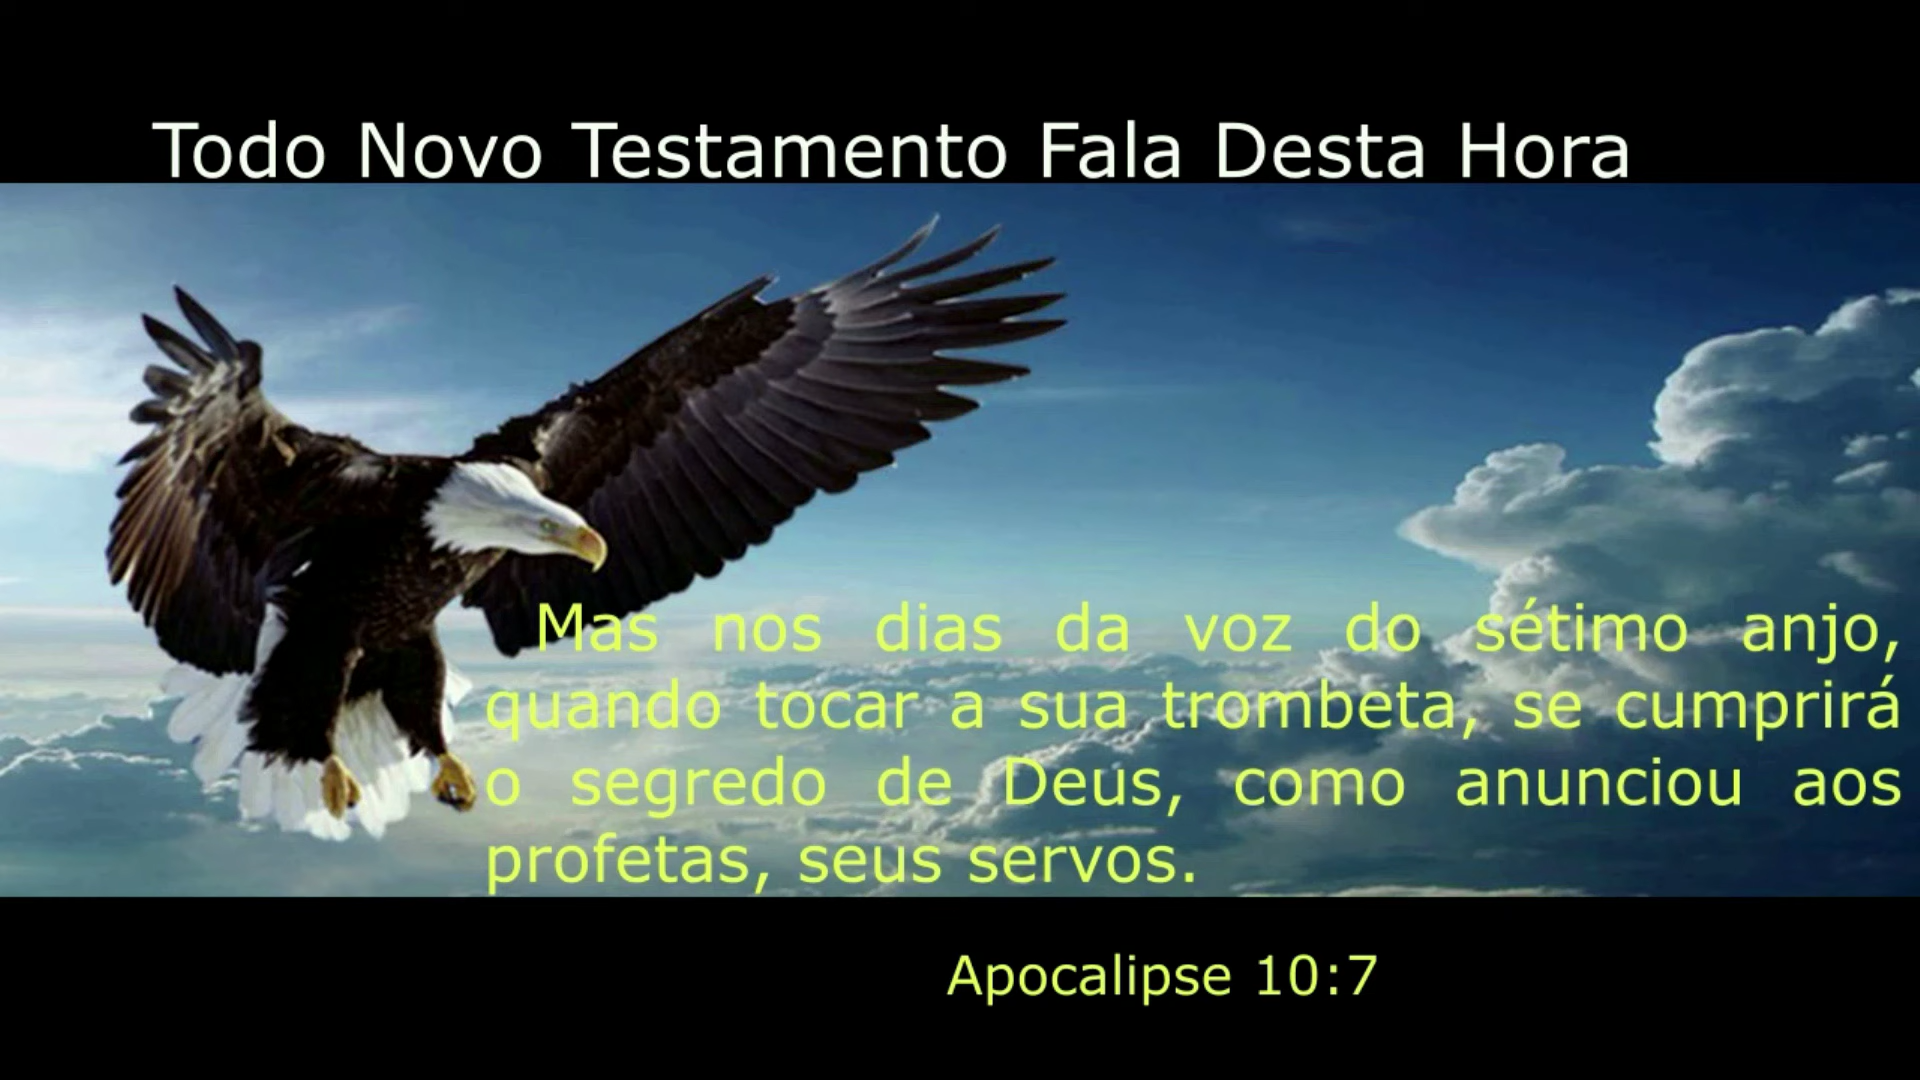 Todo Novo Testamento Fala Desta Hora
Mas nos dias da voz do sétimo anjo,
quando tocar a sua trombeta, se cumprirá
o segredo de Deus, como anunciou aos
profetas, seus servos.
Apocalipse 10:7